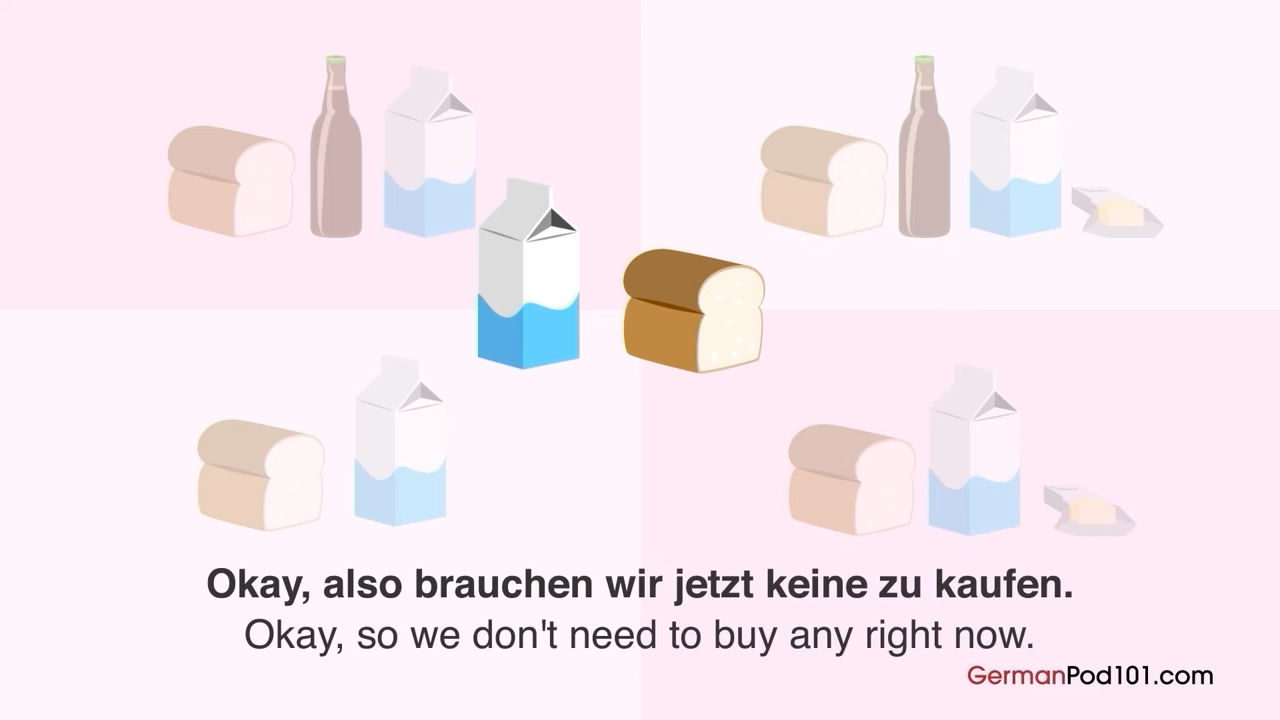 Okay, also brauchen wir jetzt keine zu kaufen.
Okay, so we don't need to buy any right now.
GermanPod101.com